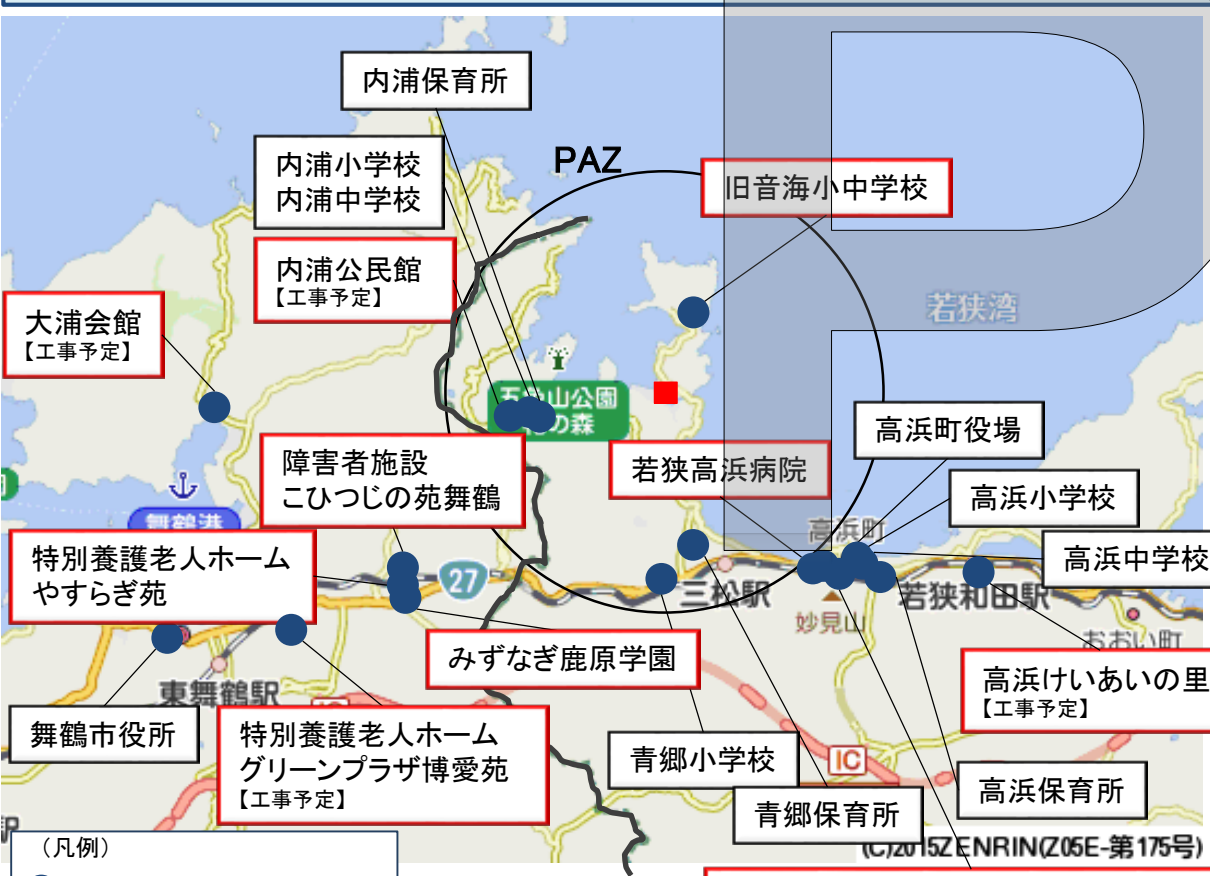 内浦保育所
PAZ
内浦小学校
内浦中学校
旧音海小中学校
内浦公民館
【工事予定】
若狭湾
大浦会館
【工事予定】
山公園
の森
高浜町役場
障害者施設
こひつじの苑舞鶴
若狭高浜病院
高浜小学校
舞鶴港
高浜町
高浜中学校
特別養護老人ホーム
やすらぎ苑
27
三松駅
若狭和田駅
妙見山
おおい町
みずなぎ鹿原学園
高浜けいあいの里
【工事予定】
東舞鶴駅
舞鶴市役所
特別養護老人ホーム
グリーンプラザ博愛苑
【工事予定】
青郷小学校
IC
高浜保育所
青郷保育所
(C)2015ZENRIN(Z05E-第175号)
駅
（凡例）